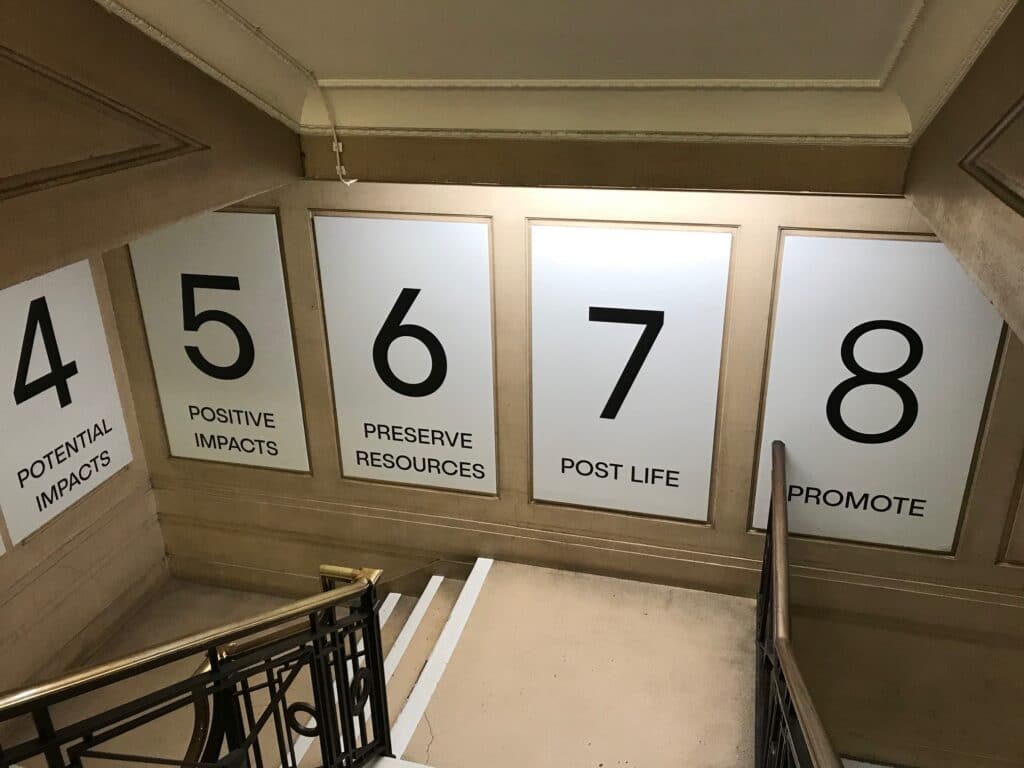 4
POTENTIAL
IMPACTS
5
POSITIVE
IMPACTS
6
PRESERVE
RESOURCES
7
POST LIFE
8
PROMOTE